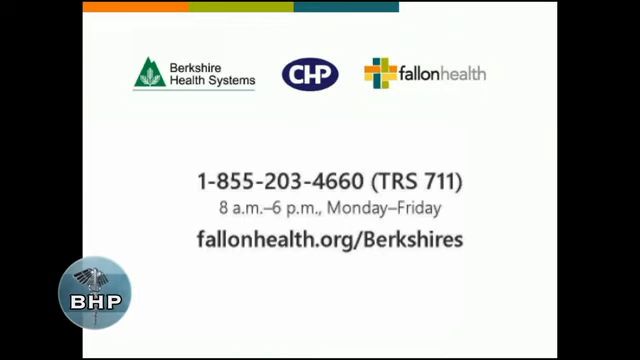 Berkshire
Health Systems
CHP
fallonhealth
1-855-203-4660 (TRS 711)
8 a.m.–6 p.m., Monday–Friday
fallonhealth.org/Berkshires
BHP